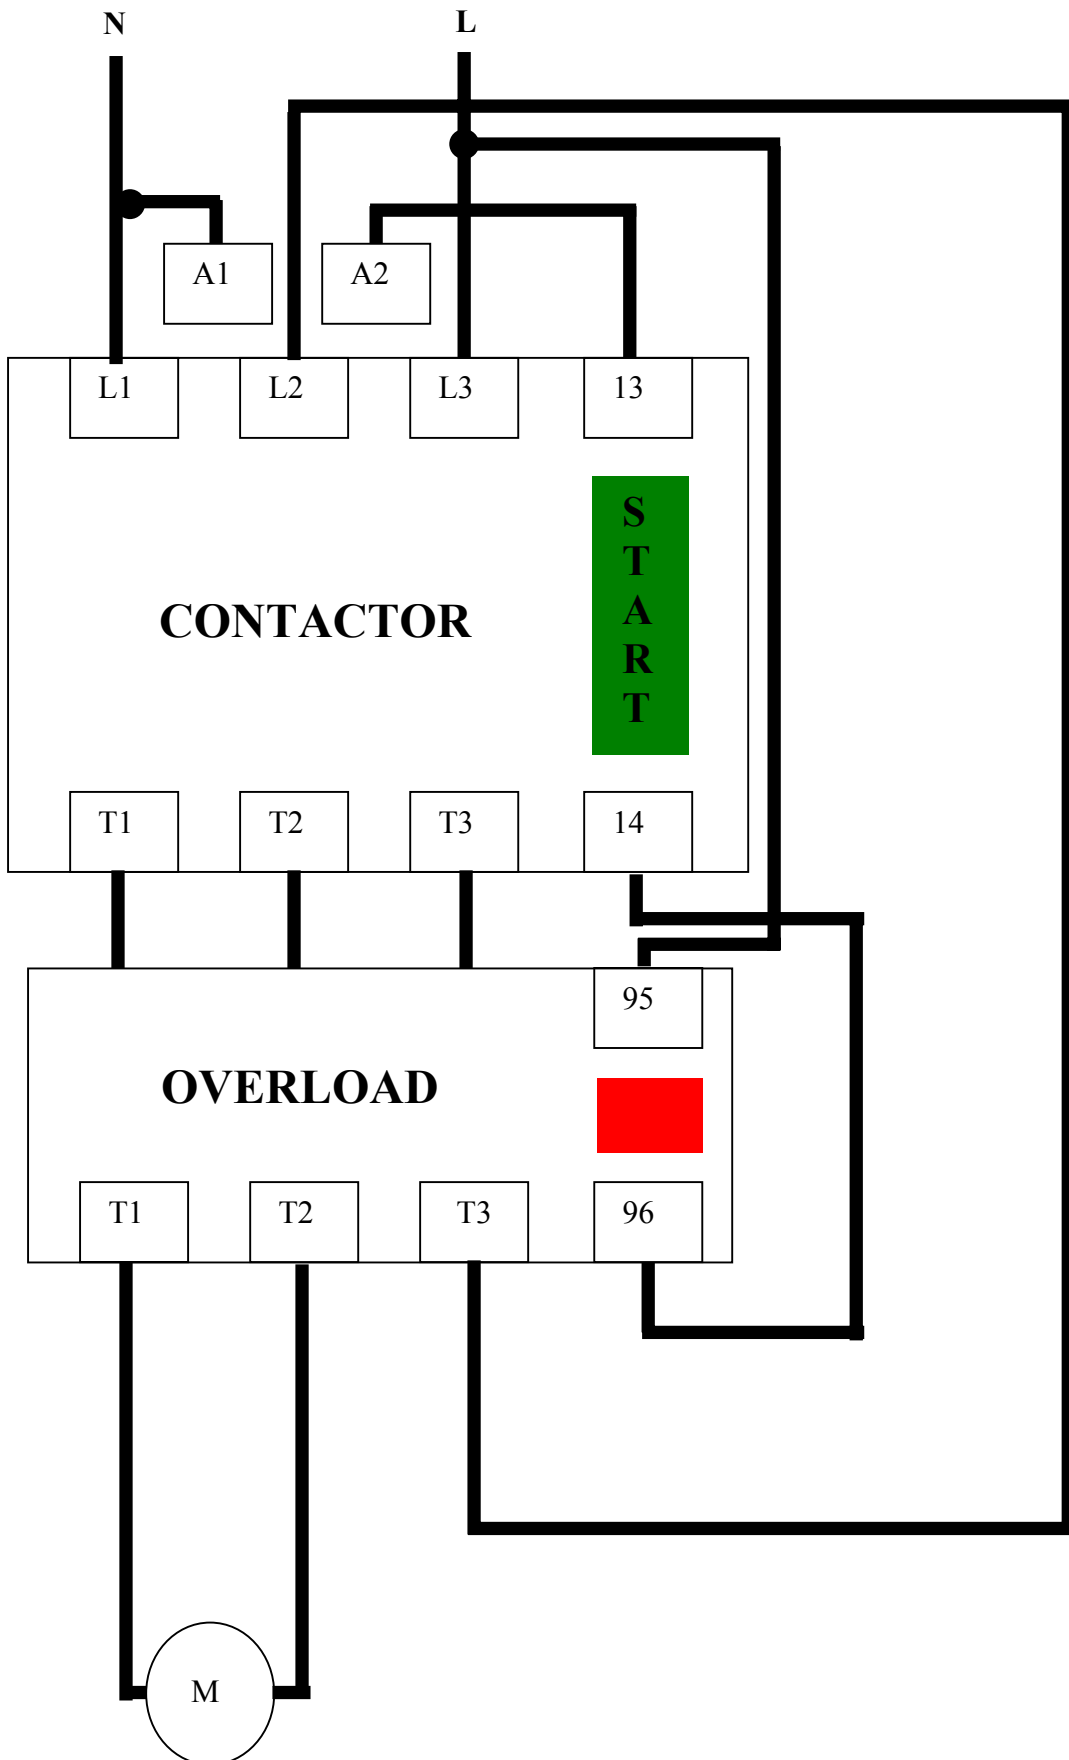 N L
A1 A2
L1 L2 L3 13
S
T
A
R
T
CONTACTOR
T1 T2 T3 14
95
OVERLOAD
T1 T2 T3 96
M